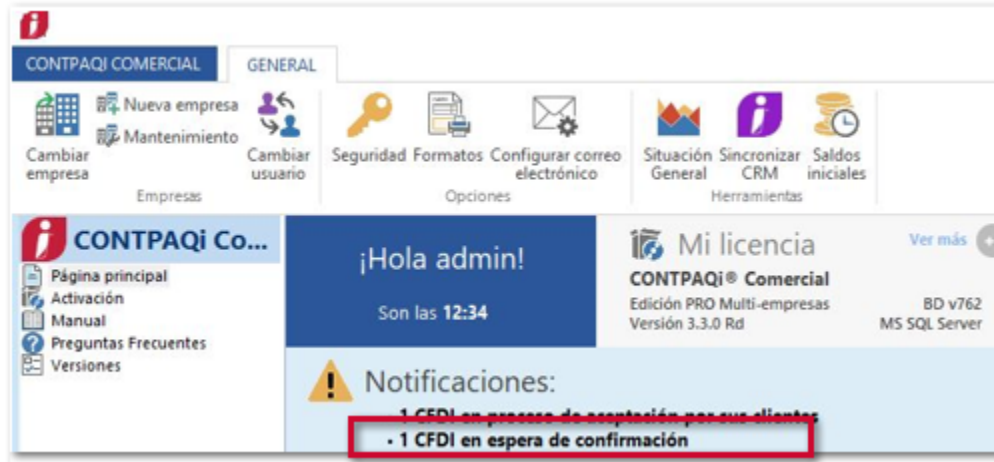 CONTPAQI COMERCIAL GENERAL
Nueva empresa
Mantenimiento
Cambiar empresa
Cambiar usuario
Empresas
Seguridad Formatos Configurar correo electrónico
Opciones
Situación General Sincronizar CRM Saldos iniciales
Herramientas
CONTPAQi Co...
Página principal
Activación
Manual
Preguntas Frecuentes
Versiones
¡Hola admin!
Son las 12:34
Mi licencia Ver más
CONTPAQi® Comercial
Edición PRO Multi-empresas BD v762
Versión 3.3.0 Rd MS SQL Server
Notificaciones:
1 CFDI en proceso de aceptación por sus clientes
· 1 CFDI en espera de confirmación